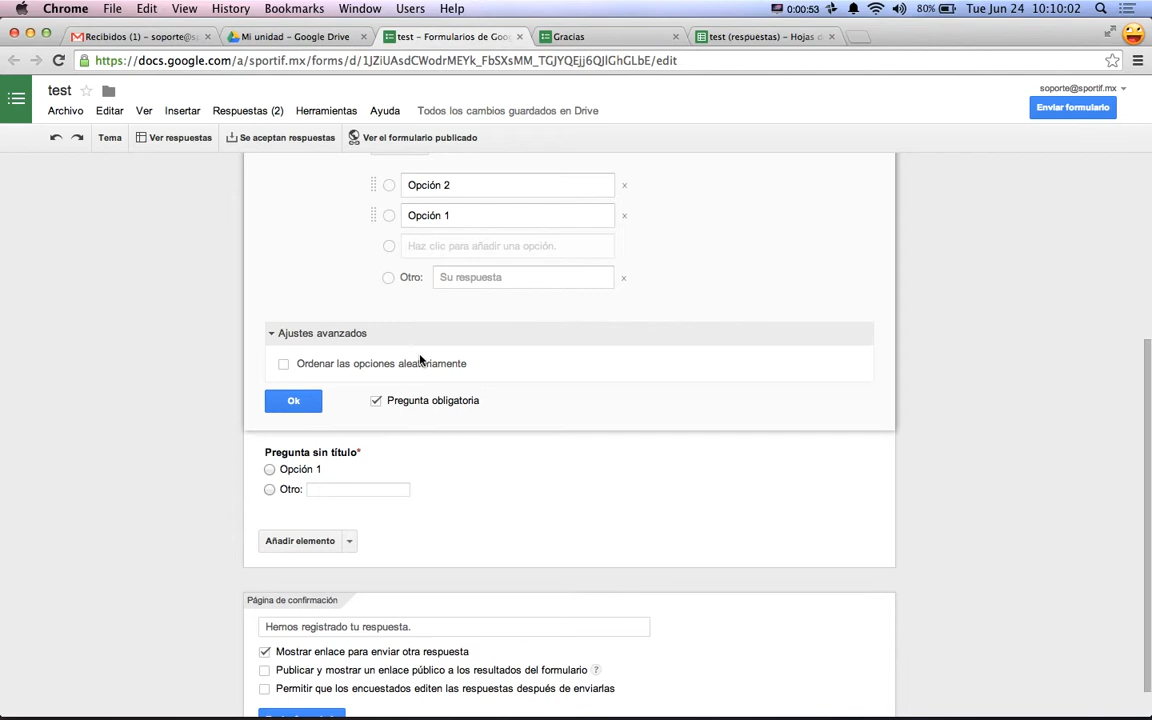 Chrome File Edit View History Bookmarks Window Users Help 0:00:53 80% Tue Jun 24 10:10:02
Recibidos (1) – soporte@s Mi unidad – Google Drive test – Formularios de Goo Gracias test (respuestas) – Hojas d
https://docs.google.com/a/sportif.mx/forms/d/1JZiUAsdCWodrMEYk_FbSXsMM_TGJYQEjj6QJlGhGLbE/edit
test soporte@sportif.mx
Archivo Editar Ver Insertar Respuestas (2) Herramientas Ayuda Todos los cambios guardados en Drive Enviar formulario
Tema Ver respuestas Se aceptan respuestas Ver el formulario publicado
Opción 2
Opción 1
Haz clic para añadir una opción.
Otro: Su respuesta
Ajustes avanzados
Ordenar las opciones aleatoriamente
Ok Pregunta obligatoria
Pregunta sin título*
Opción 1
Otro:
Añadir elemento
Página de confirmación
Hemos registrado tu respuesta.
Mostrar enlace para enviar otra respuesta
Publicar y mostrar un enlace público a los resultados del formulario ?
Permitir que los encuestados editen las respuestas después de enviarlas